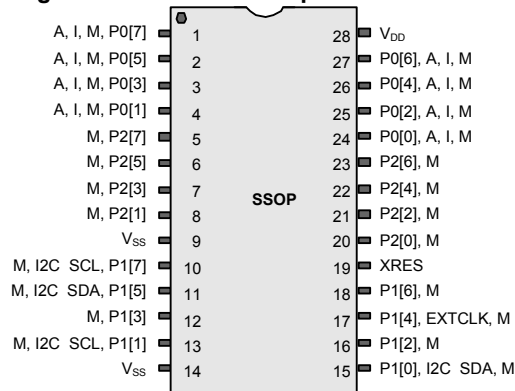 A, I, M, P0[7] 1 28 VDD
A, I, M, P0[5] 2 27 P0[6], A, I, M
A, I, M, P0[3] 3 26 P0[4], A, I, M
A, I, M, P0[1] 4 25 P0[2], A, I, M
M, P2[7] 5 24 P0[0], A, I, M
M, P2[5] 6 23 P2[6], M
M, P2[3] 7 22 P2[4], M
SSOP
M, P2[1] 8 21 P2[2], M
VSS 9 20 P2[0], M
M, I2C SCL, P1[7] 10 19 XRES
M, I2C SDA, P1[5] 11 18 P1[6], M
M, P1[3] 12 17 P1[4], EXTCLK, M
M, I2C SCL, P1[1] 13 16 P1[2], M
VSS 14 15 P1[0], I2C SDA, M